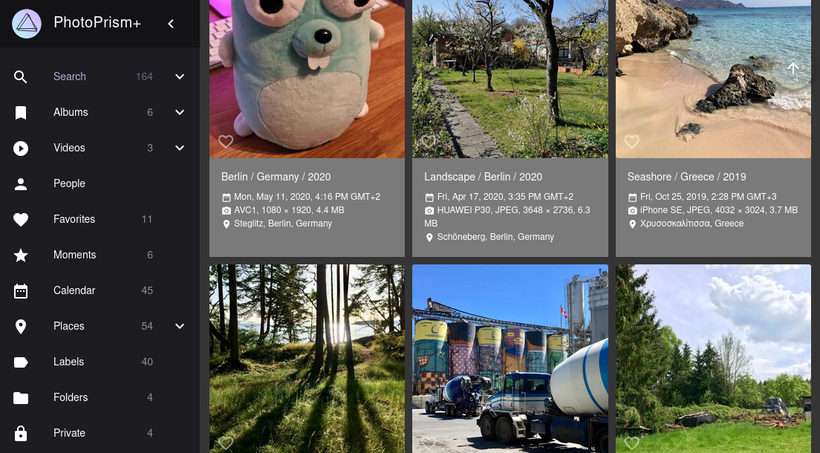 PhotoPrism+
Search 164
Albums 6
Videos 3
People
Favorites 11
Moments 6
Calendar 45
Places 54
Labels 40
Folders 4
Private 4
Berlin / Germany / 2020
Mon, May 11, 2020, 4:16 PM GMT+2
AVC1, 1080 × 1920, 4.4 MB
Steglitz, Berlin, Germany
Landscape / Berlin / 2020
Fri, Apr 17, 2020, 3:35 PM GMT+2
HUAWEI P30, JPEG, 3648 × 2736, 6.3
MB
Schöneberg, Berlin, Germany
Seashore / Greece / 2019
Fri, Oct 25, 2019, 2:28 PM GMT+3
iPhone SE, JPEG, 4032 × 3024, 3.7 MB
Χρυσοσκαλίτισσα, Greece